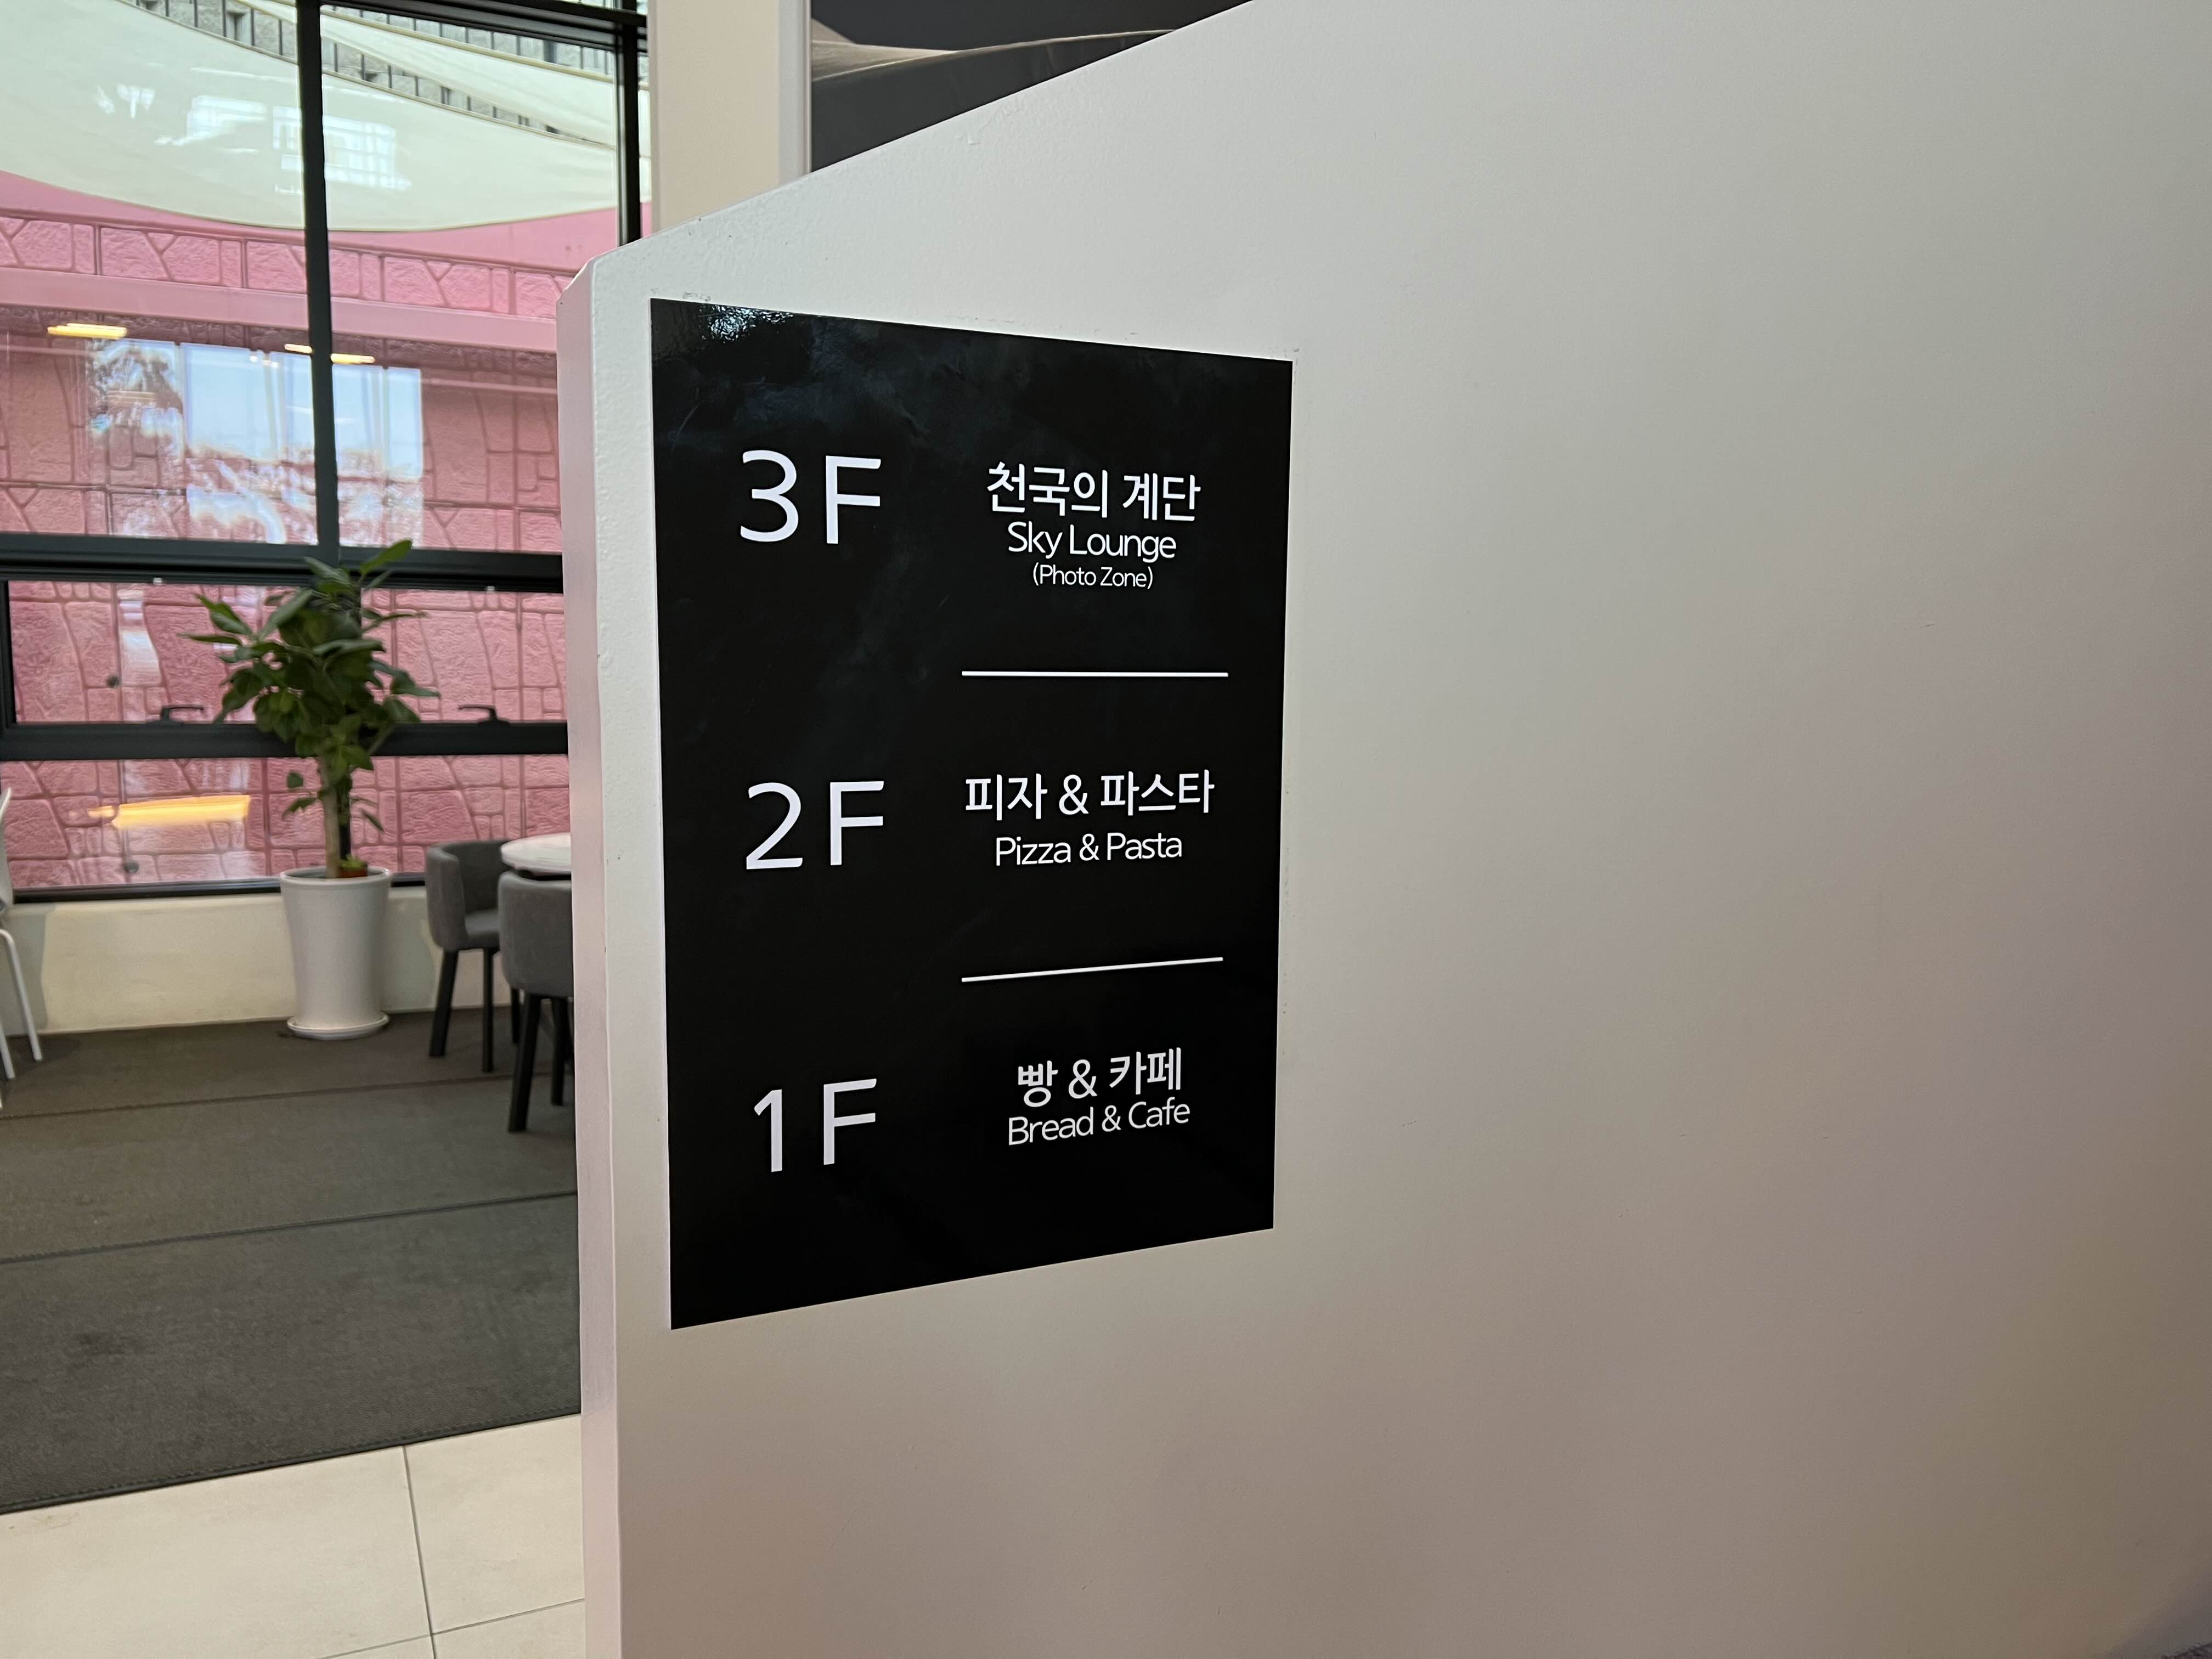 3F
천국의 계단
Sky Lounge
(Photo Zone)
2F
피자 & 파스타
Pizza & Pasta
1F
빵 & 카페
Bread & Cafe